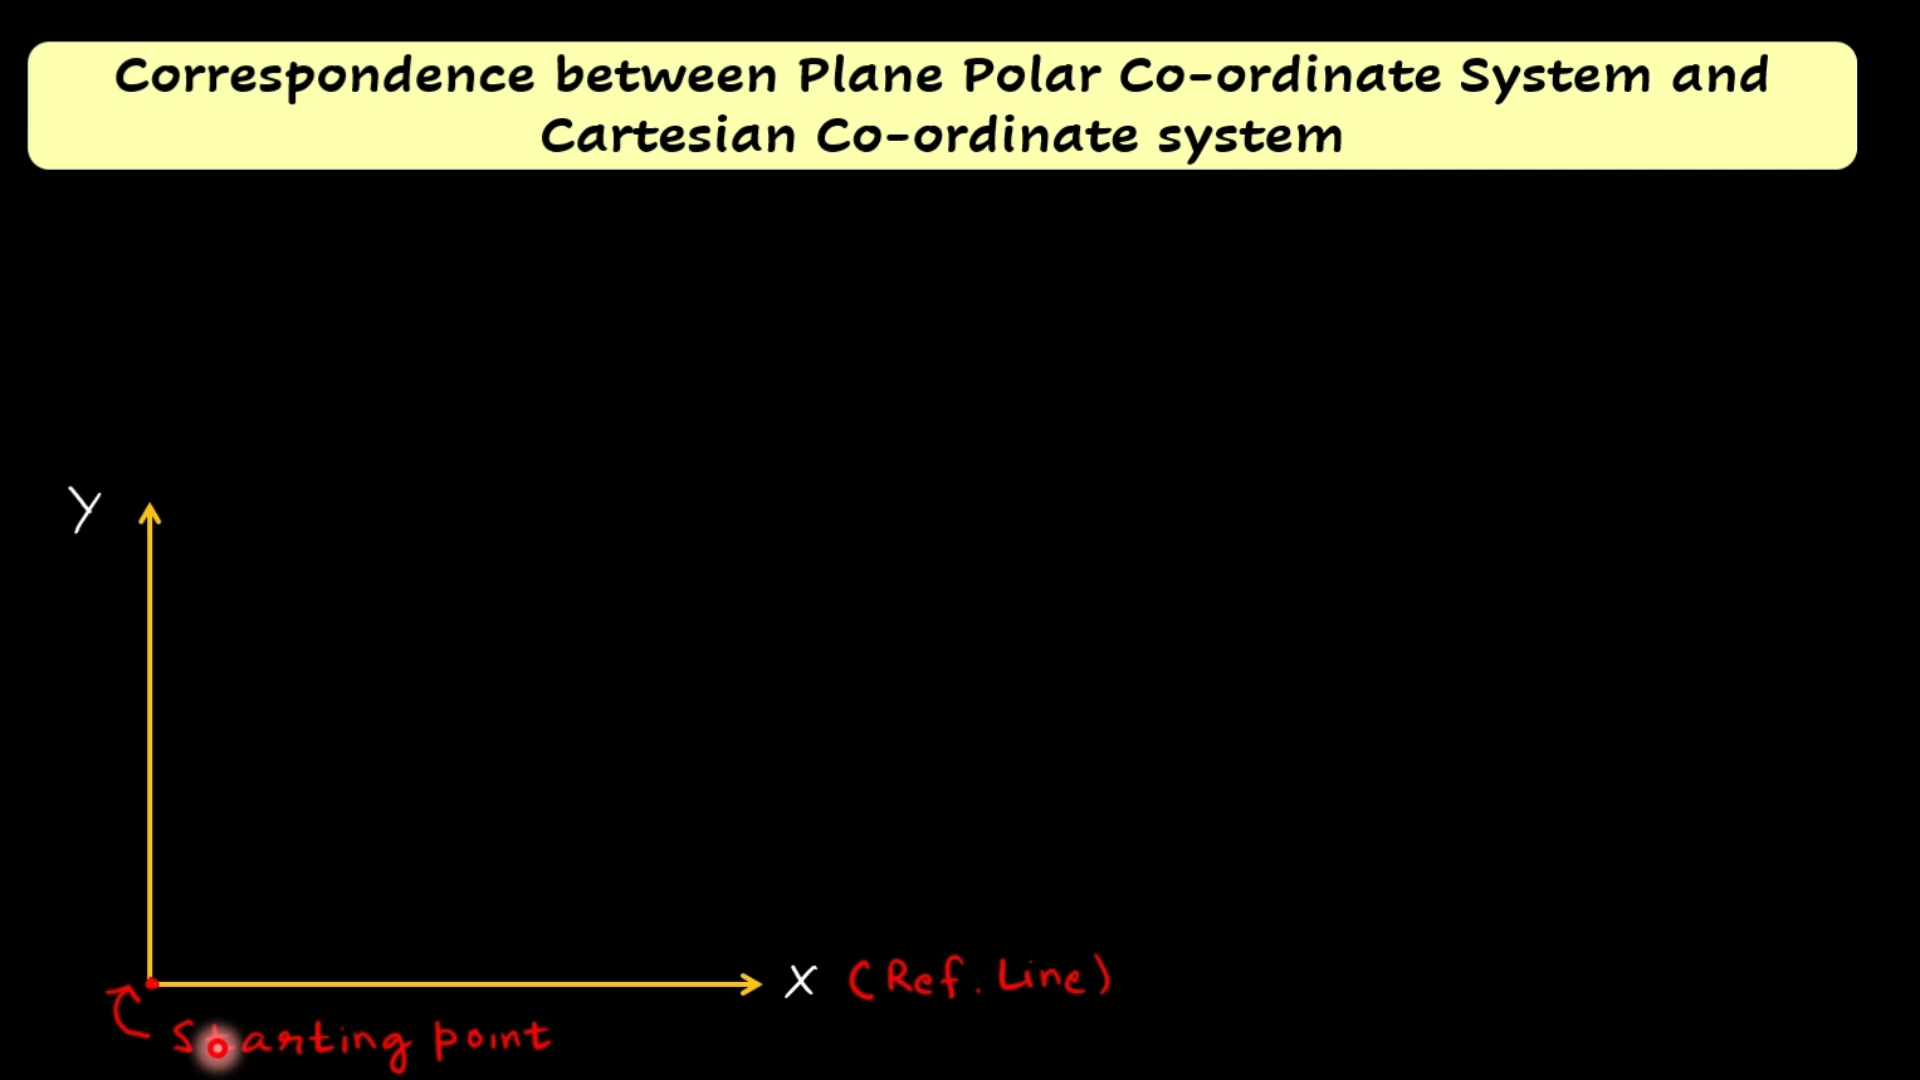 Correspondence between Plane Polar Co-ordinate System and
Cartesian Co-ordinate system
Y
X (Ref. Line)
Starting point